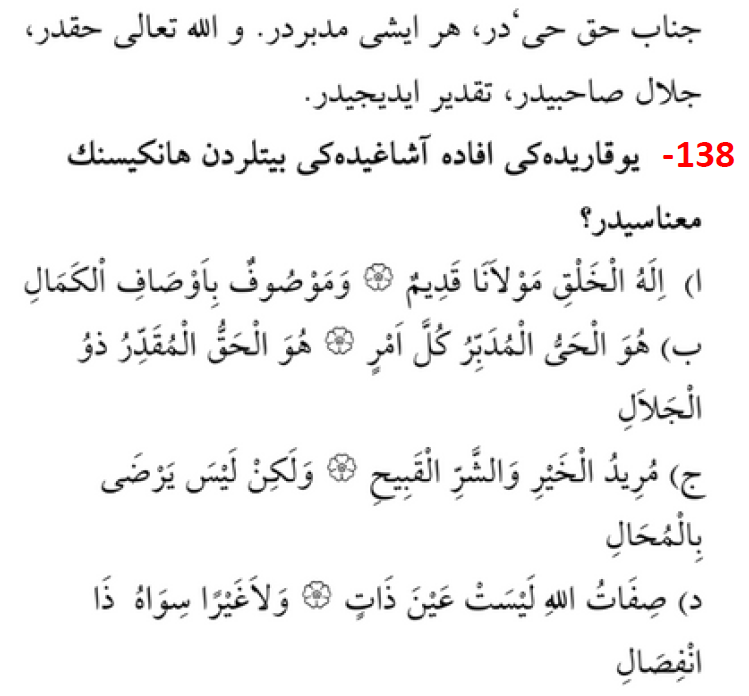 جناب حق حی‘در، هر ایشی مدبردر. و الله تعالی حقدر،
جلال صاحبیدر، تقدیر ایدیجیدر.
138- یوقاریده‌کی افاده آشاغیده‌کی بیتلردن هانکیسنك
معناسیدر؟
ا) اِلَهُ الْخَلْقِ مَوْلاَنَا قَدِيمٌ ۞ وَمَوْصُوفٌ بِاَوْصَافِ اْلكَمَالِ
ب) هُوَ الْحَىُّ الْمُدَبِّرُ كُلَّ اَمْرٍ ۞ هُوَ الْحَقُّ الْمُقَدِّرُ ذوُ
الْجَلاَلِ
ج) مُرِيدُ الْخَيْرِ وَالشَّرِّ الْقَبِيحِ ۞ وَلَكِنْ لَيْسَ يَرْضَى
بِالْمُحَالِ
د) صِفَاتُ اللهِ لَيْسَتْ عَيْنَ ذَاتٍ ۞ وَلاَغَيْرًا سِوَاهُ ذَا
انْفِصَالِ